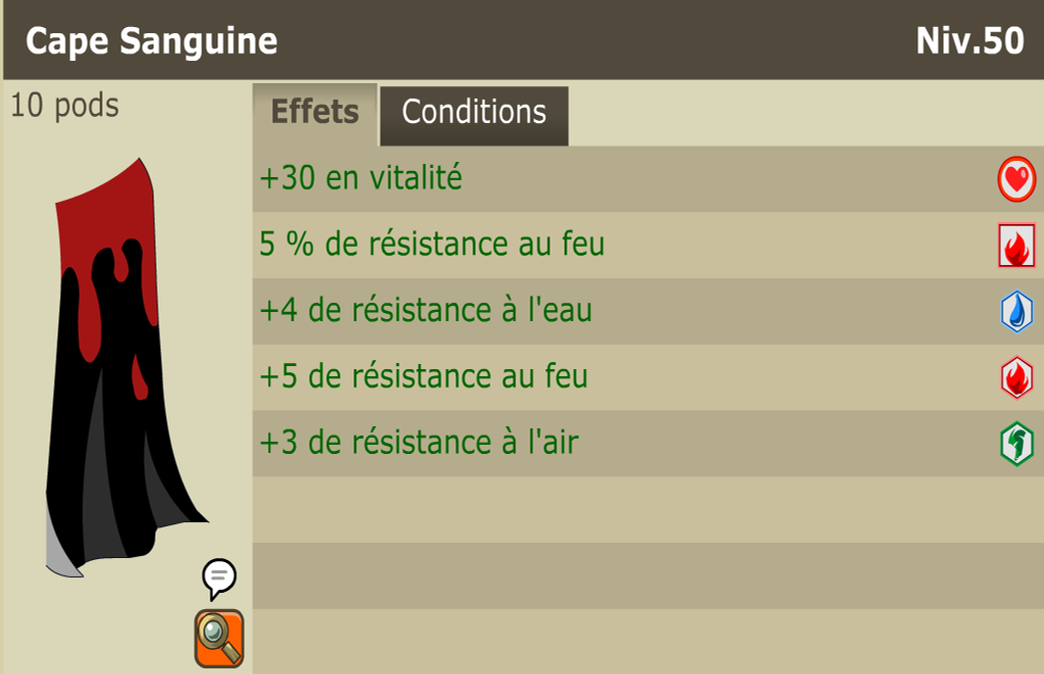 Cape Sanguine
Niv.50
10 pods
Effets
Conditions
+30 en vitalité
5 % de résistance au feu
+4 de résistance à l'eau
+5 de résistance au feu
+3 de résistance à l'air